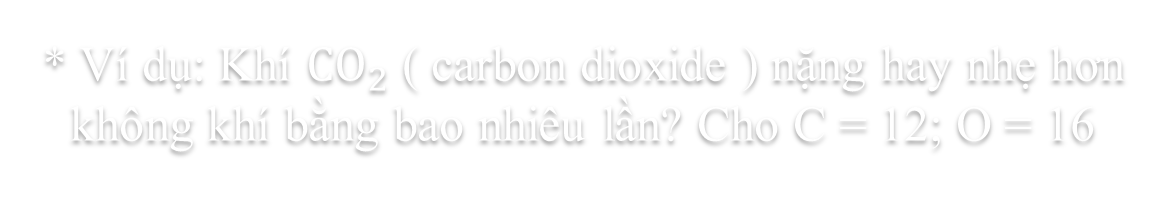 * Ví dụ: Khí CO₂ ( carbon dioxide ) nặng hay nhẹ hơn
không khí bằng bao nhiêu lần? Cho C = 12; O = 16